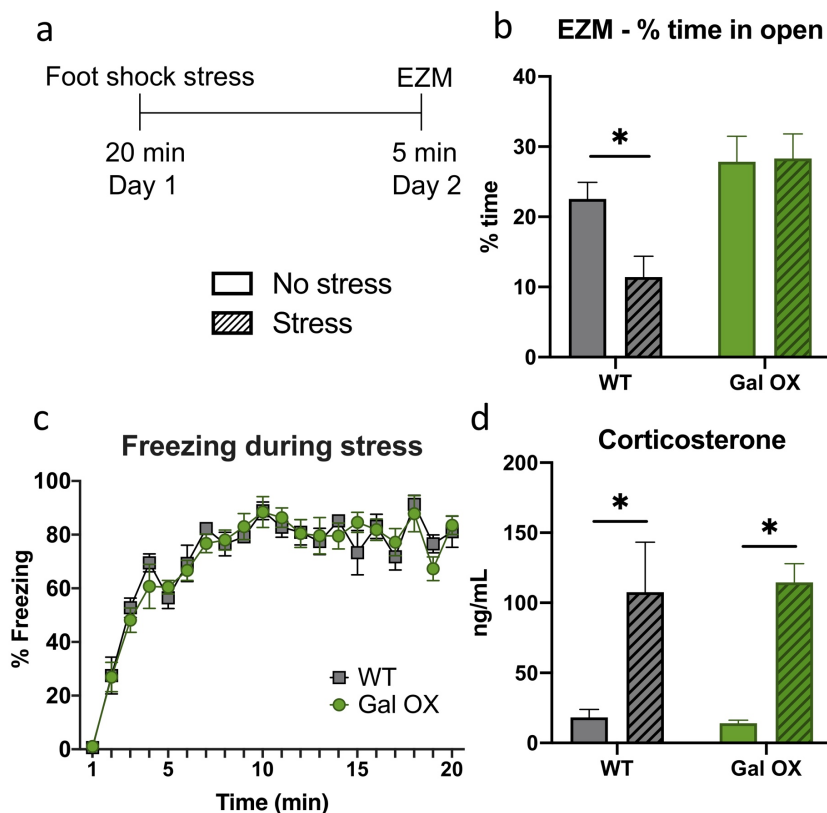 a
Foot shock stress
EZM
20 min
Day 1
5 min
Day 2
No stress
Stress
b
EZM - % time in open
% time
40
30
20
10
0
*
WT
Gal OX
c
Freezing during stress
% Freezing
100
80
60
40
20
0
WT
Gal OX
1
5
10
15
20
Time (min)
d
Corticosterone
ng/mL
200
150
100
50
0
*
*
WT
Gal OX